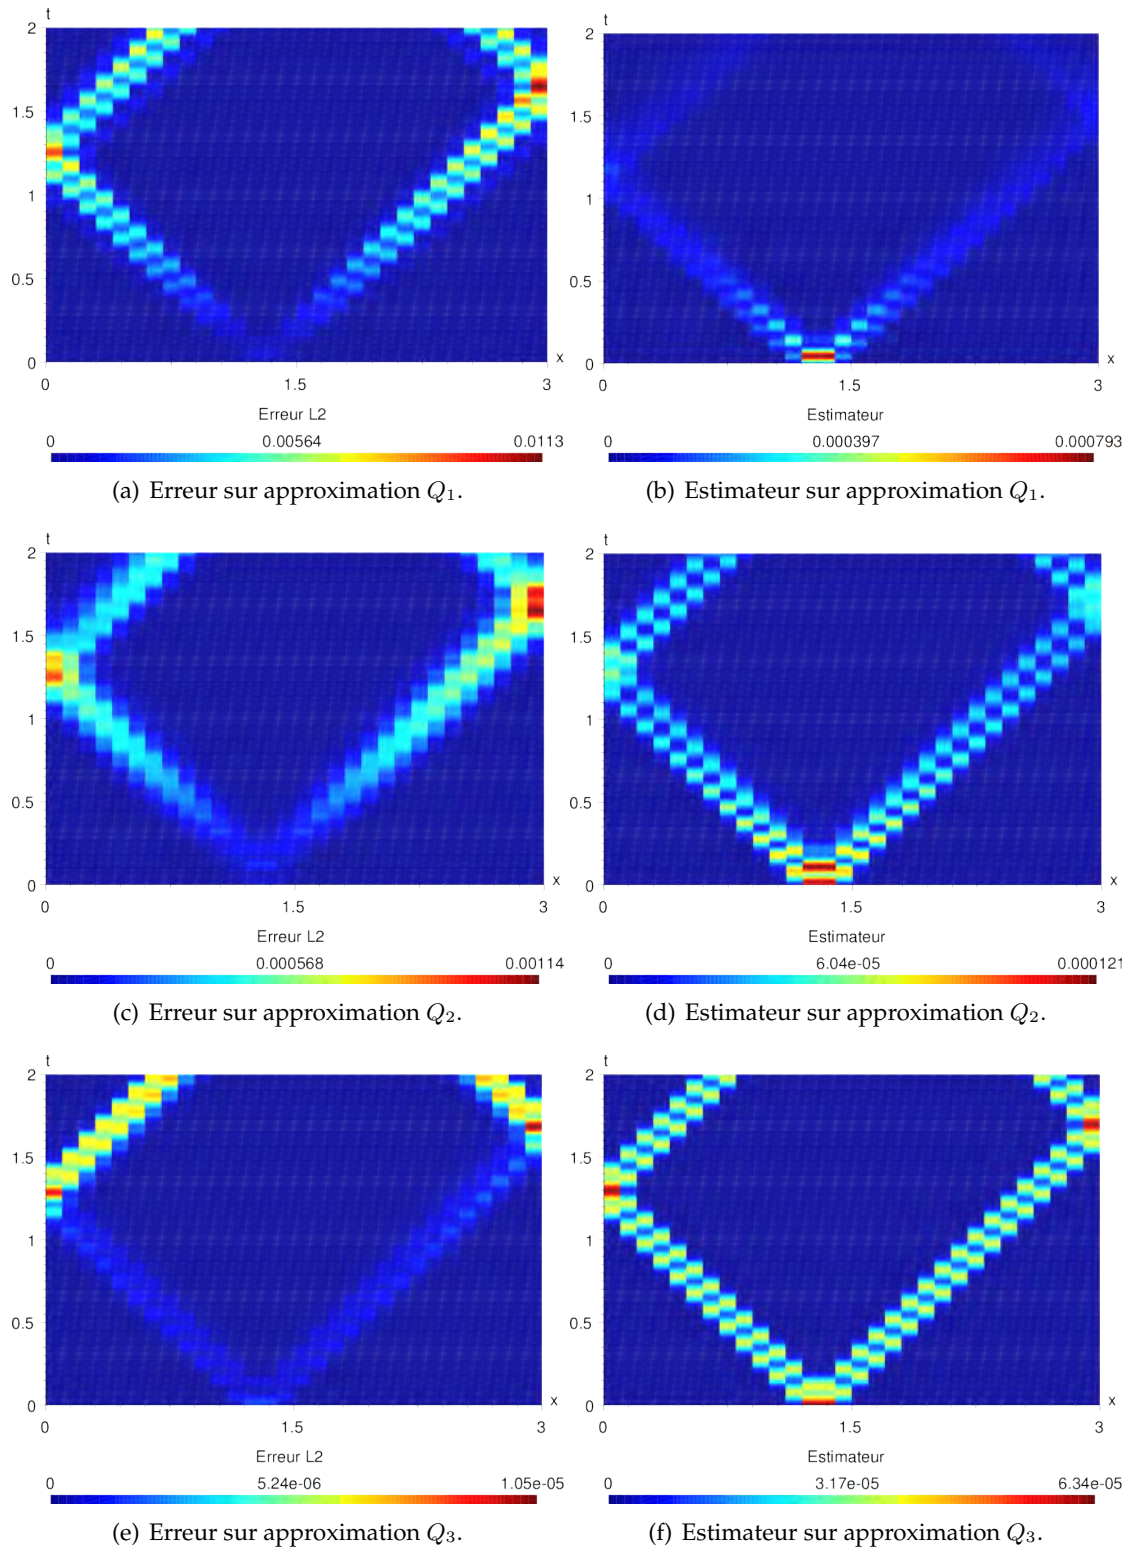 t
2
1.5
1
0.5
0
x
0
1.5
3
Erreur L2
0
0.00564
0.0113
(a) Erreur sur approximation Q1.
t
2
1.5
1
0.5
0
x
0
1.5
3
Estimateur
0
0.000397
0.000793
(b) Estimateur sur approximation Q1.
t
2
1.5
1
0.5
0
x
0
1.5
3
Erreur L2
0
0.000568
0.00114
(c) Erreur sur approximation Q2.
t
2
1.5
1
0.5
0
x
0
1.5
3
Estimateur
0
6.04e-05
0.000121
(d) Estimateur sur approximation Q2.
t
2
1.5
1
0.5
0
x
0
1.5
3
Erreur L2
0
5.24e-06
1.05e-05
(e) Erreur sur approximation Q3.
t
2
1.5
1
0.5
0
x
0
1.5
3
Estimateur
0
3.17e-05
6.34e-05
(f) Estimateur sur approximation Q3.